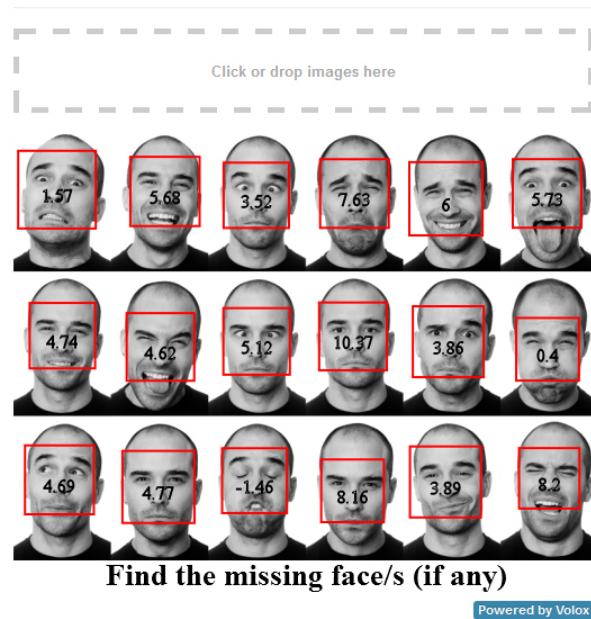 Click or drop images here
1.57 5.68 3.52 7.63 6 5.73
4.74 4.62 5.12 10.37 3.86 0.4
4.69 4.77 -1.46 8.16 3.89 8.2
Find the missing face/s (if any)
Powered by Volox